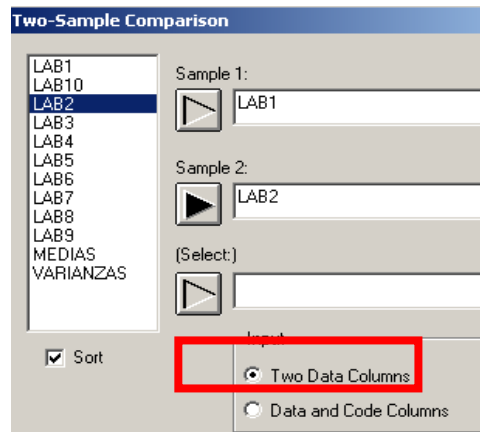 Two-Sample Comparison
LAB1
LAB10
LAB2
LAB3
LAB4
LAB5
LAB6
LAB7
LAB8
LAB9
MEDIAS
VARIANZAS
Sort
Sample 1:
LAB1
Sample 2:
LAB2
(Select:)
Input
Two Data Columns
Data and Code Columns